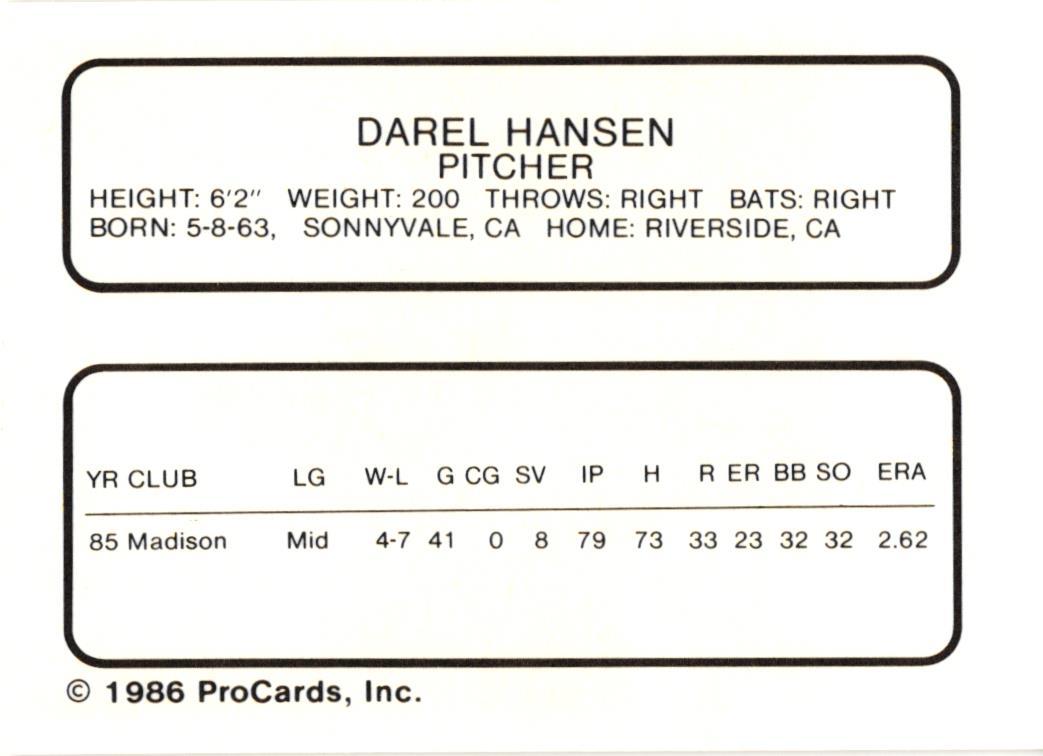 DAREL HANSEN
PITCHER
HEIGHT: 6'2" WEIGHT: 200 THROWS: RIGHT BATS: RIGHT
BORN: 5-8-63, SONNYVALE, CA HOME: RIVERSIDE, CA
YR CLUB LG W-L G CG SV IP H R ER BB SO ERA
85 Madison Mid 4-7 41 0 8 79 73 33 23 32 32 2.62
© 1986 ProCards, Inc.